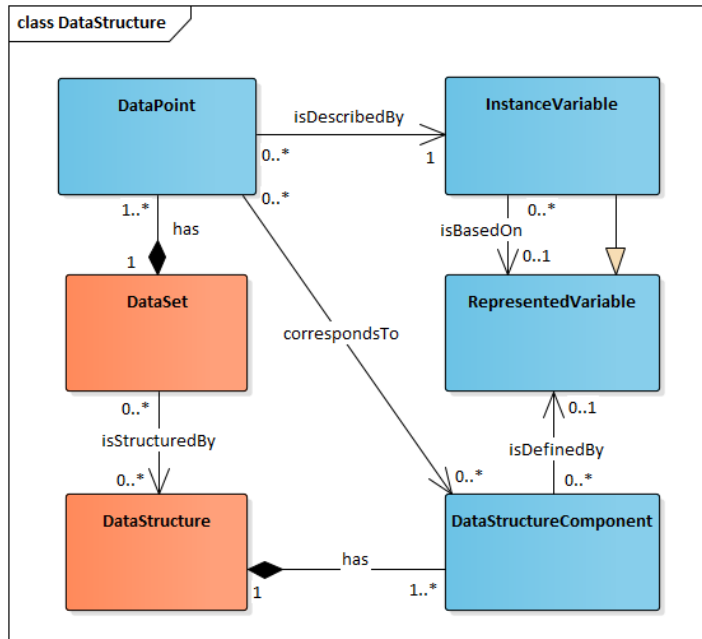 class DataStructure
DataPoint
isDescribedBy
InstanceVariable
0..*
1
0..*
1..*
has
1
0..*
isBasedOn
0..1
DataSet
RepresentedVariable
correspondsTo
0..*
isStructuredBy
0..*
0..1
isDefinedBy
0..*
0..*
DataStructure
DataStructureComponent
has
1
1..*